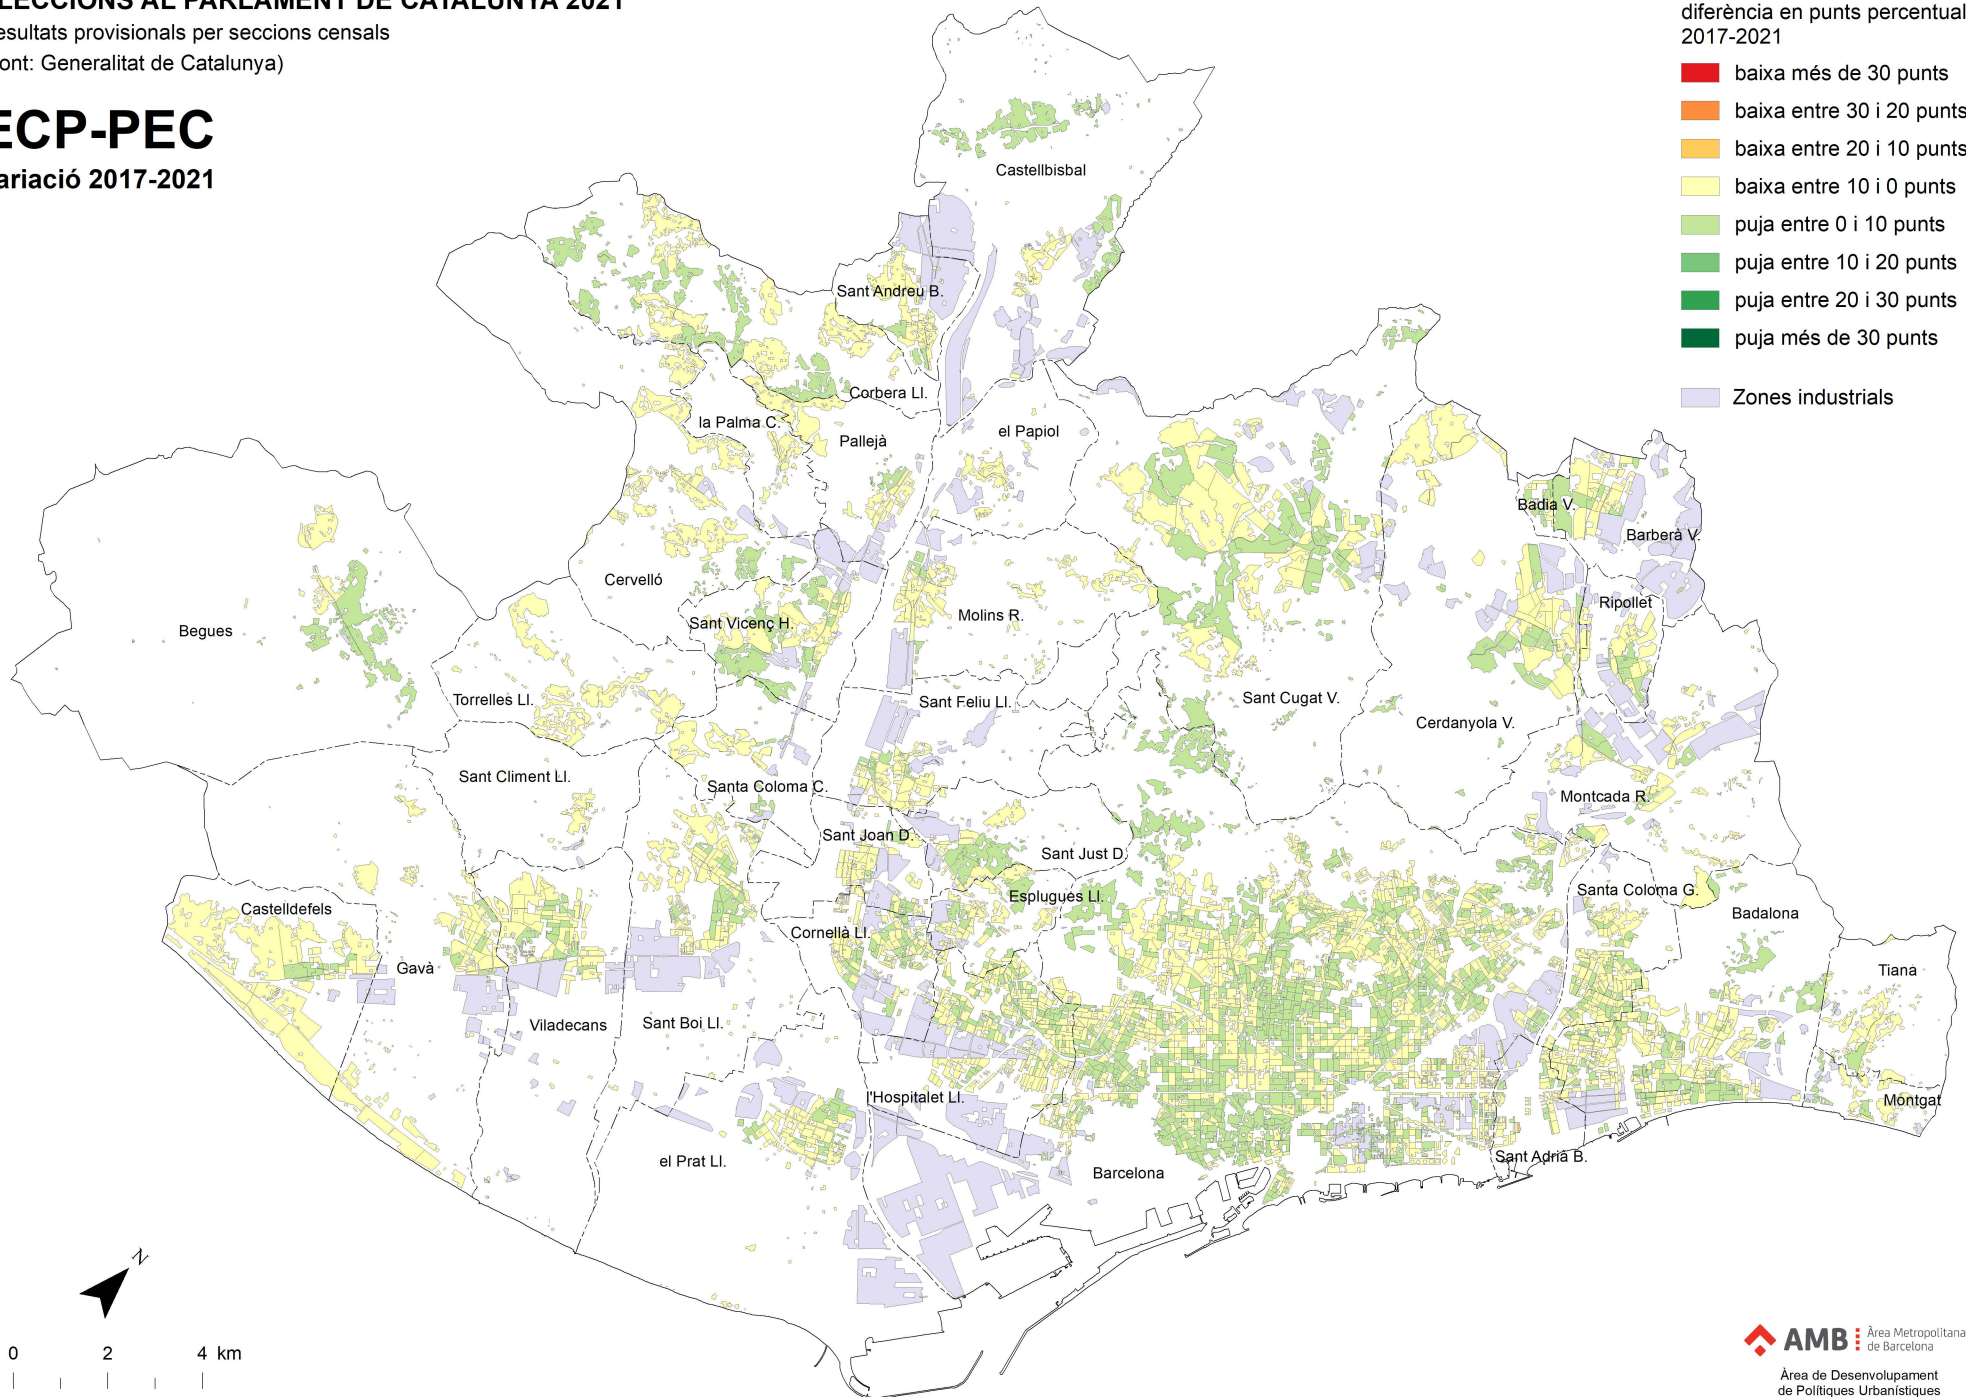 LECCIONS AL PARLAMENT DE CATALUNYA 2021
esultats provisionals per seccions censals
ont: Generalitat de Catalunya)
ECP-PEC
ariació 2017-2021
diferència en punts percentual
2017-2021
baixa més de 30 punts
baixa entre 30 i 20 punts
baixa entre 20 i 10 punts
baixa entre 10 i 0 punts
puja entre 0 i 10 punts
puja entre 10 i 20 punts
puja entre 20 i 30 punts
puja més de 30 punts
Zones industrials
Castellbisbal
Sant Andreu B.
Corbera Ll.
la Palma C.
Pallejà
el Papiol
Badia V.
Barberà V.
Cervelló
Ripollet
Sant Vicenç H.
Molins R.
Begues
Torrelles Ll.
Sant Feliu Ll.
Sant Cugat V.
Cerdanyola V.
Sant Climent Ll.
Santa Coloma C.
Montcada R.
Sant Joan D.
Sant Just D.
Esplugues Ll.
Santa Coloma G.
Castelldefels
Badalona
Cornellà Ll.
Gavà
Tiana
Viladecans
Sant Boi Ll.
l'Hospitalet Ll.
Montgat
el Prat Ll.
Barcelona
Sant Adrià B.
N
0 2 4 km
AMB Àrea Metropolitana
de Barcelona
Àrea de Desenvolupament
de Polítiques Urbanístiques